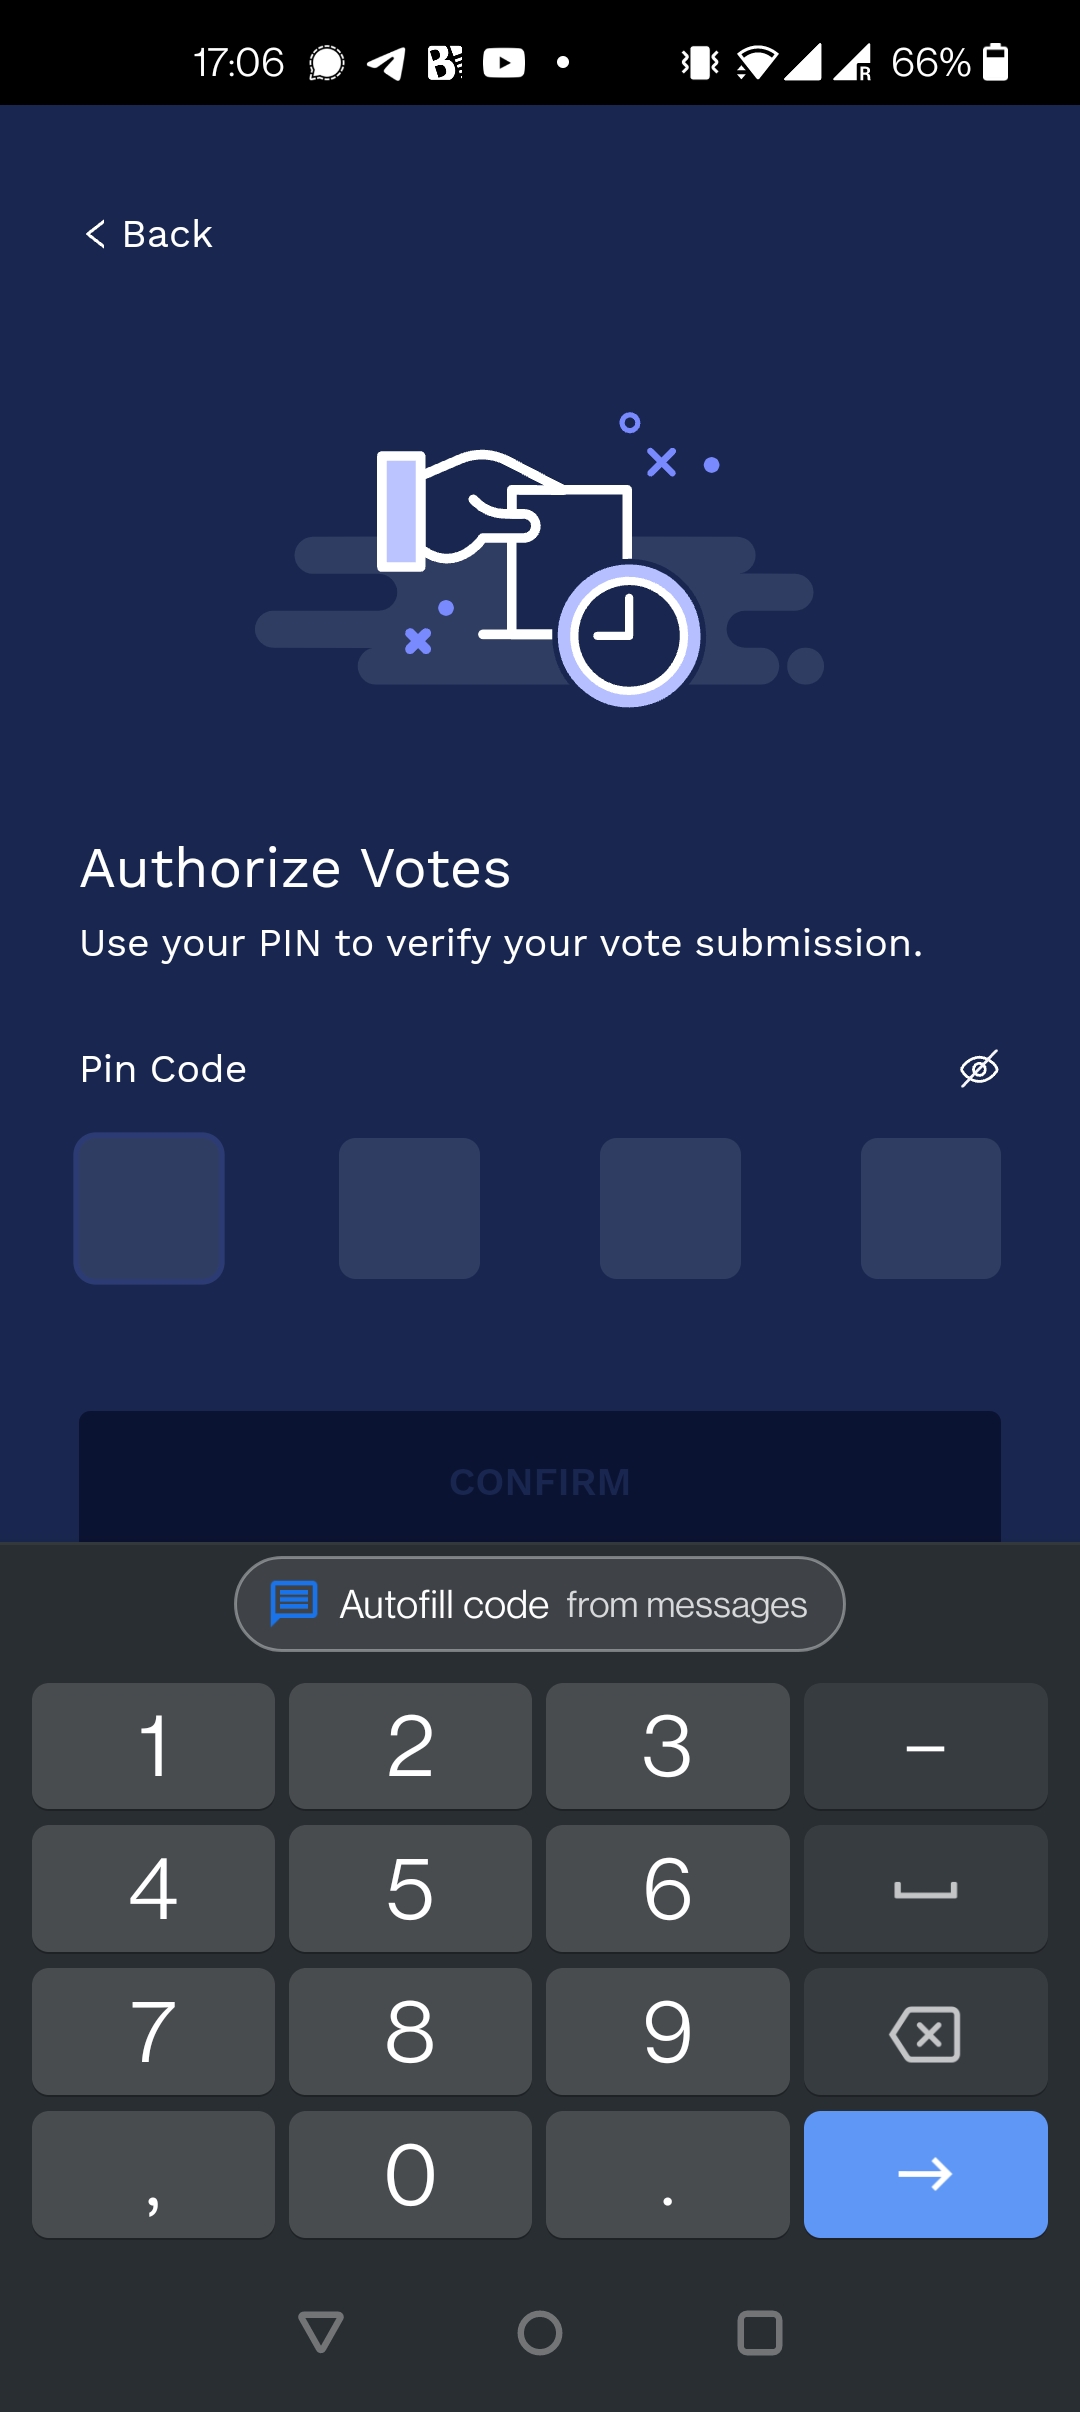 17:06 66%
Back
Authorize Votes
Use your PIN to verify your vote submission.
Pin Code
CONFIRM
Autofill code from messages
1 2 3 –
4 5 6
7 8 9
, 0 .